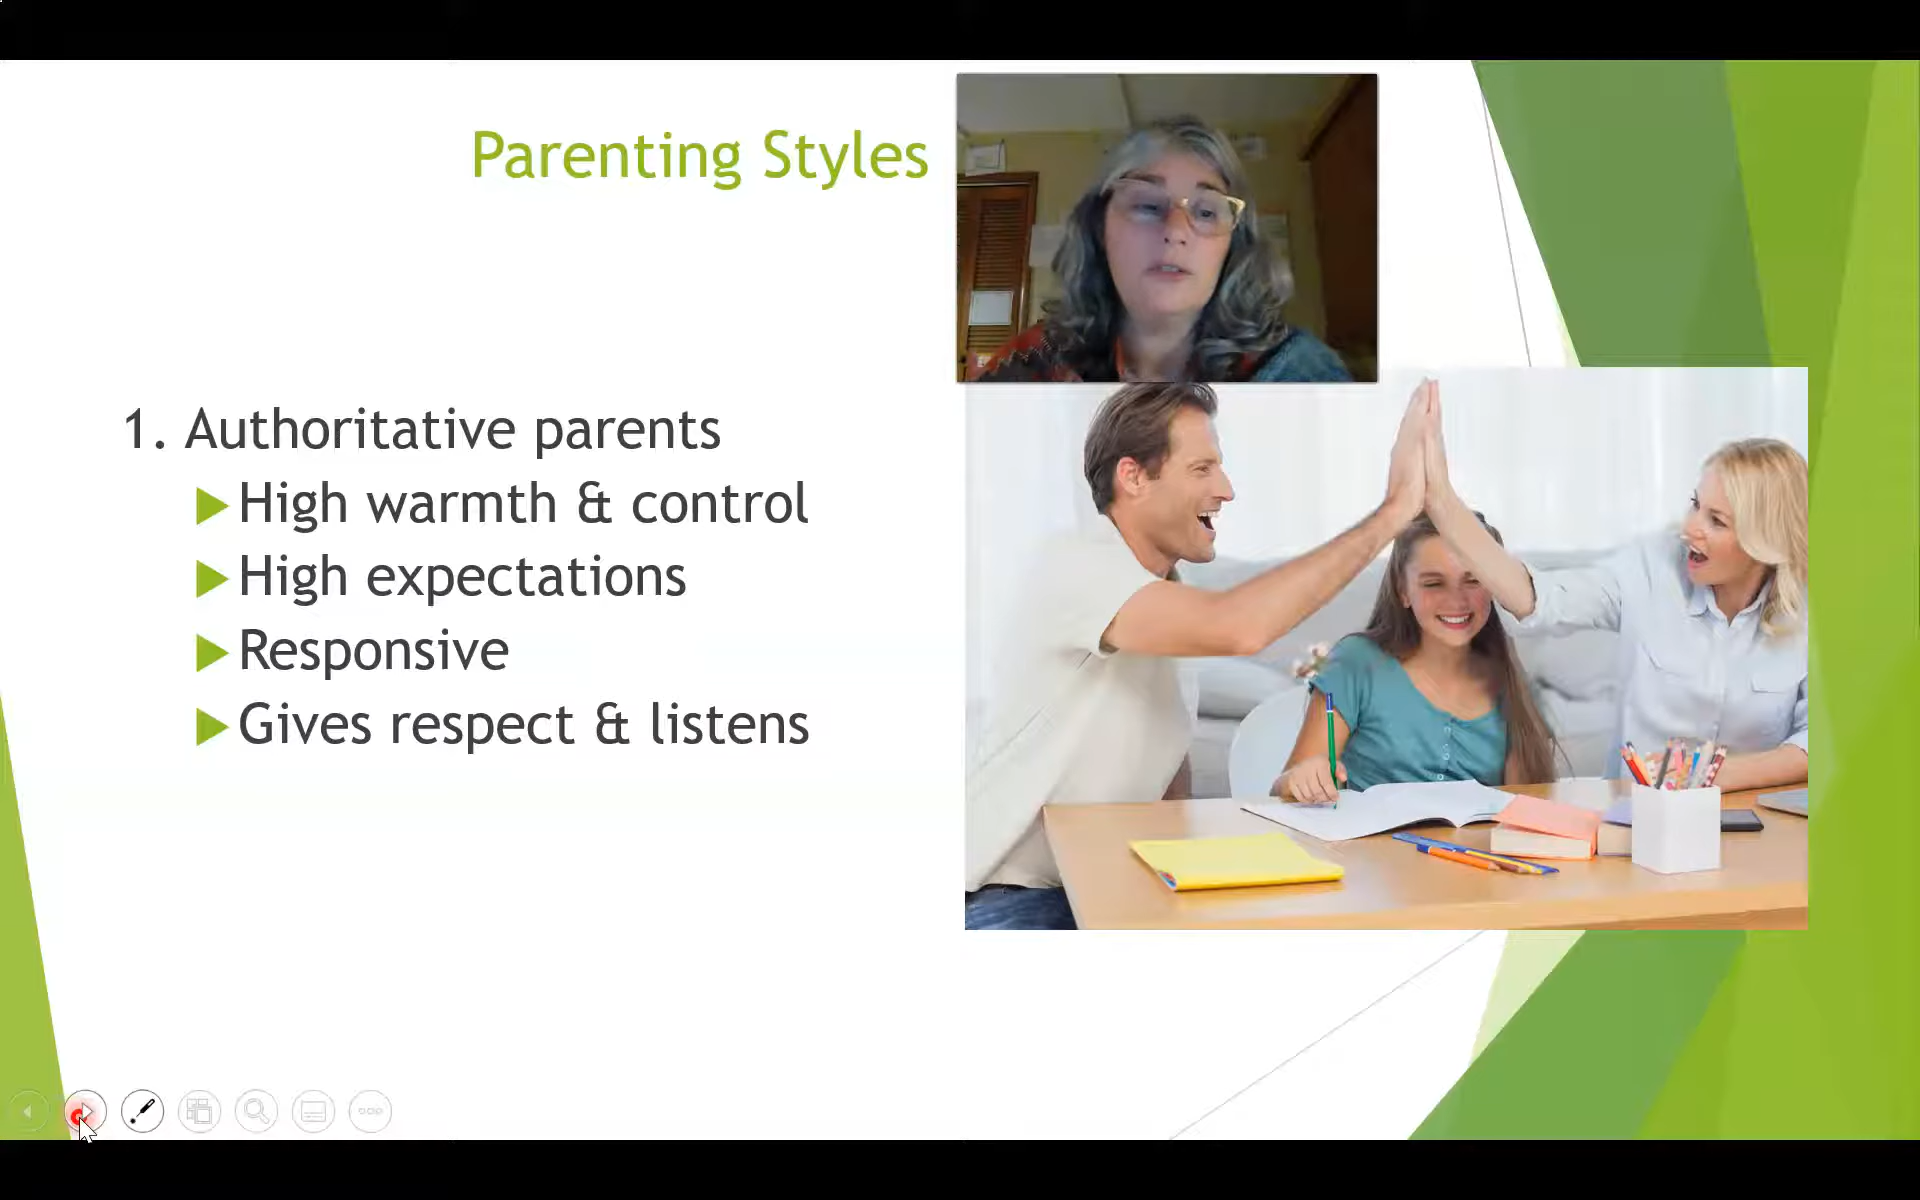 Parenting Styles
1. Authoritative parents
High warmth & control
High expectations
Responsive
Gives respect & listens